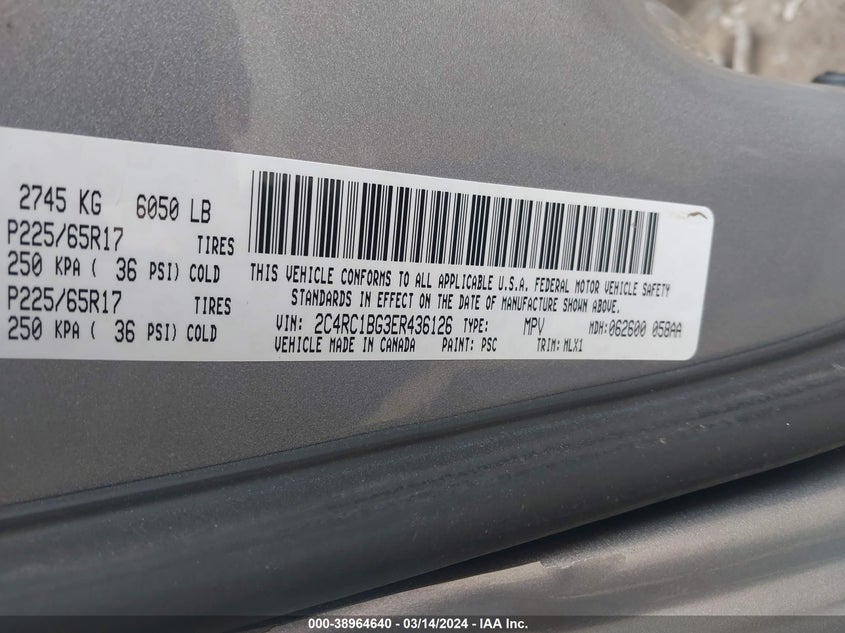 2745 KG 6050 LB
P225/65R17 TIRES
250 KPA ( 36 PSI) COLD
P225/65R17 TIRES
250 KPA ( 36 PSI) COLD
THIS VEHICLE CONFORMS TO ALL APPLICABLE U.S.A. FEDERAL MOTOR VEHICLE SAFETY
STANDARDS IN EFFECT ON THE DATE OF MANUFACTURE SHOWN ABOVE.
VIN: 2C4RC1BG3ER436126 TYPE: MPV MDH:062600 058AA
VEHICLE MADE IN CANADA PAINT: PSC TRIM: MLX1
000-38964640 - 03/14/2024 - IAA Inc.